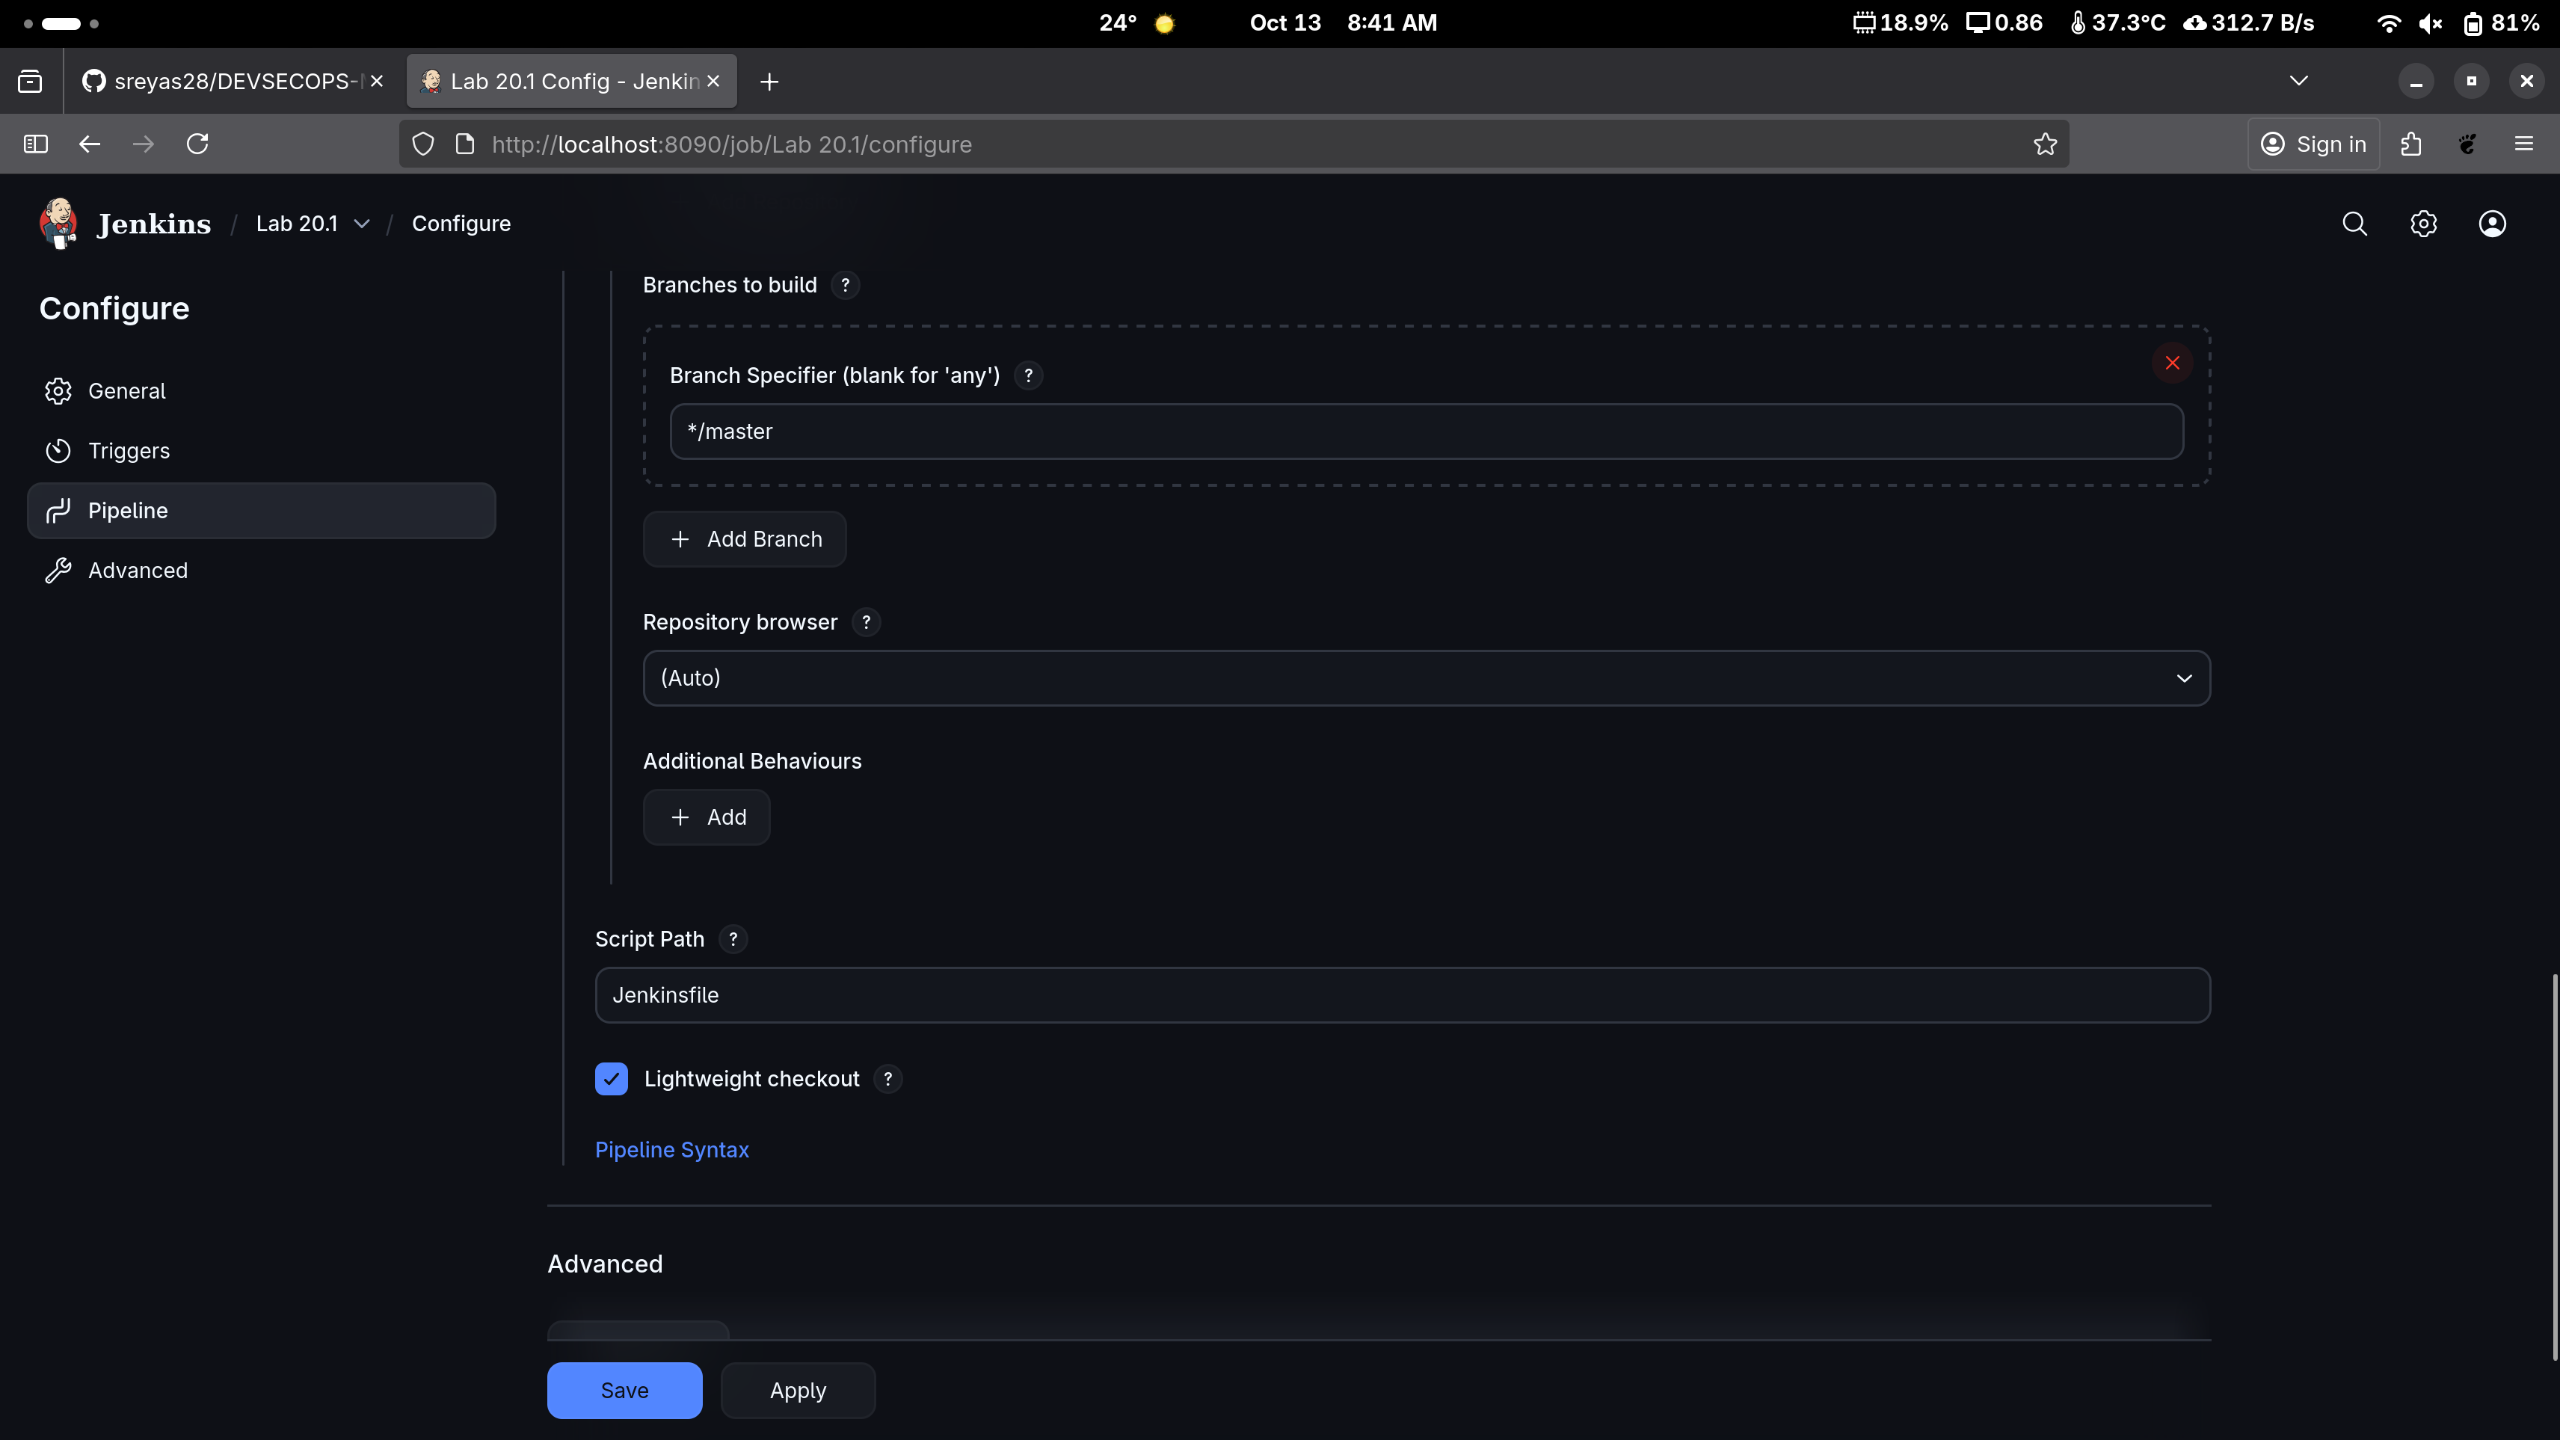 24°
Oct 13 8:41 AM
18.9% 0.86 37.3°C 312.7 B/s 81%
sreyas28/DEVSECOPS-
Lab 20.1 Config - Jenkin
http://localhost:8090/job/Lab 20.1/configure
Sign in
Jenkins / Lab 20.1 / Configure
Configure
General
Triggers
Pipeline
Advanced
Branches to build ?
Branch Specifier (blank for 'any') ?
*/master
+ Add Branch
Repository browser ?
(Auto)
Additional Behaviours
+ Add
Script Path ?
Jenkinsfile
Lightweight checkout ?
Pipeline Syntax
Advanced
Save
Apply